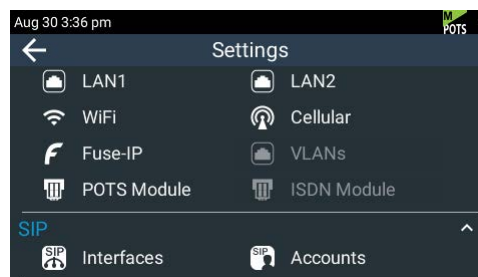 Aug 30 3:36 pm
M
POTS
Settings
LAN1
LAN2
WiFi
Cellular
Fuse-IP
VLANs
POTS Module
ISDN Module
SIP
SIP
Interfaces
SIP
Accounts